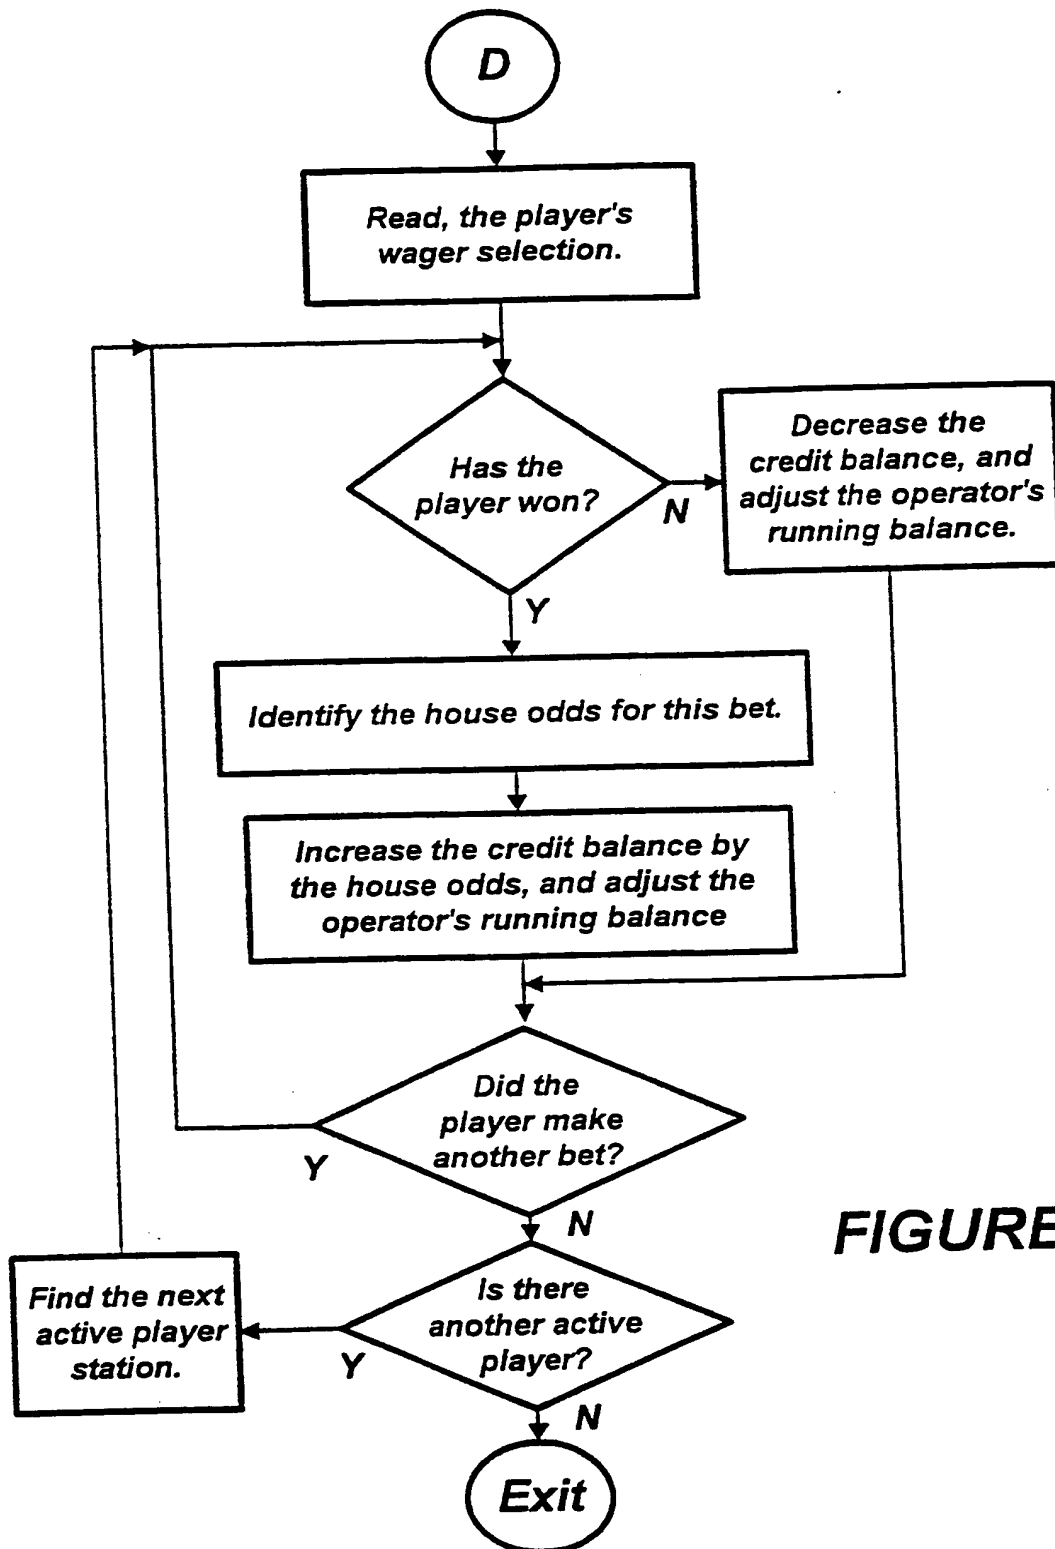 D
Read, the player's
wager selection.
Has the
player won?
N
Decrease the
credit balance, and
adjust the operator's
running balance.
Y
Identify the house odds for this bet.
Increase the credit balance by
the house odds, and adjust the
operator's running balance
Did the
player make
another bet?
Y
N
FIGURE
Find the next
active player
station.
Is there
another active
player?
Y
N
Exit